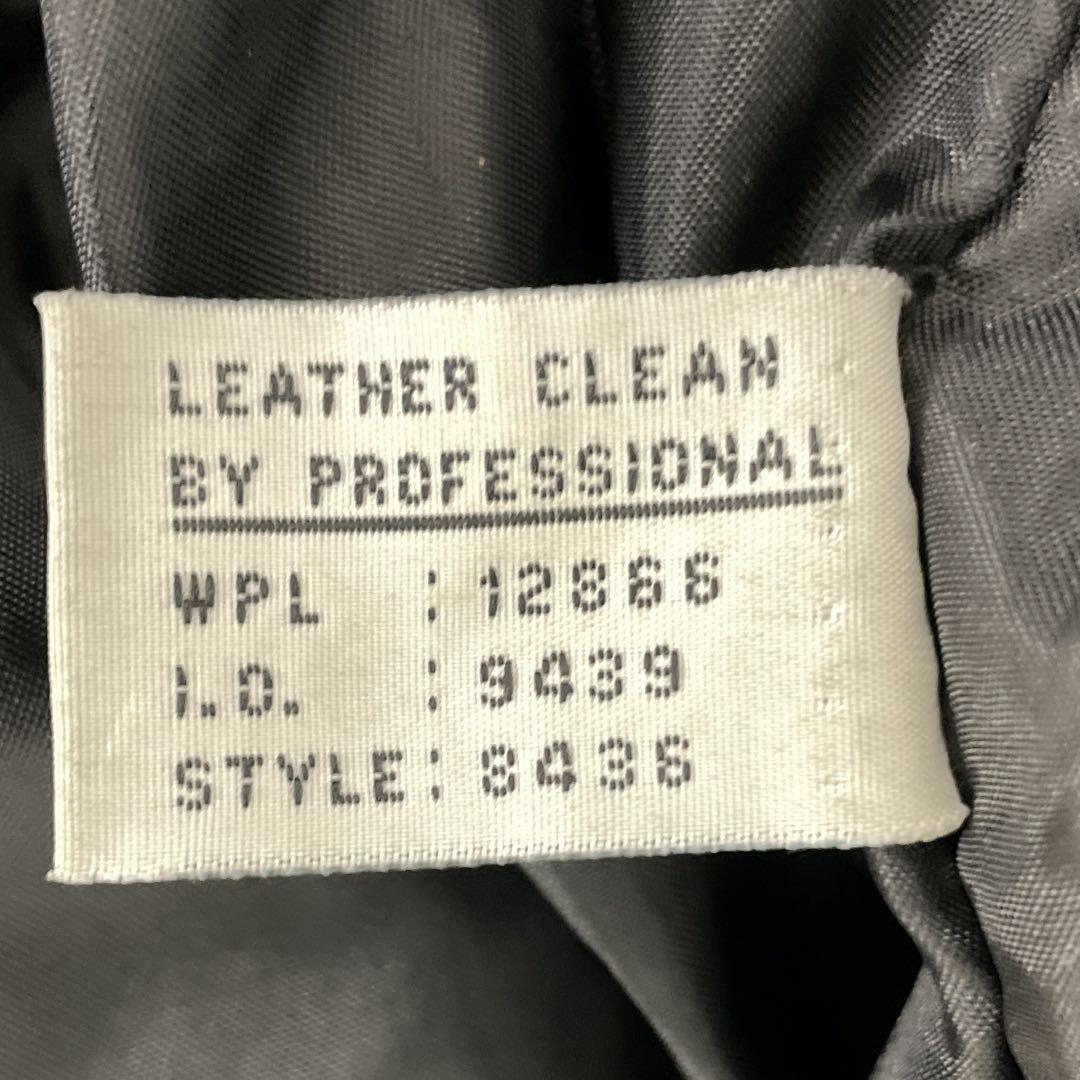 LEATHER CLEAN
BY PROFESSIONAL
WPL : 12866
I.D. : 9439
STYLE: 8436